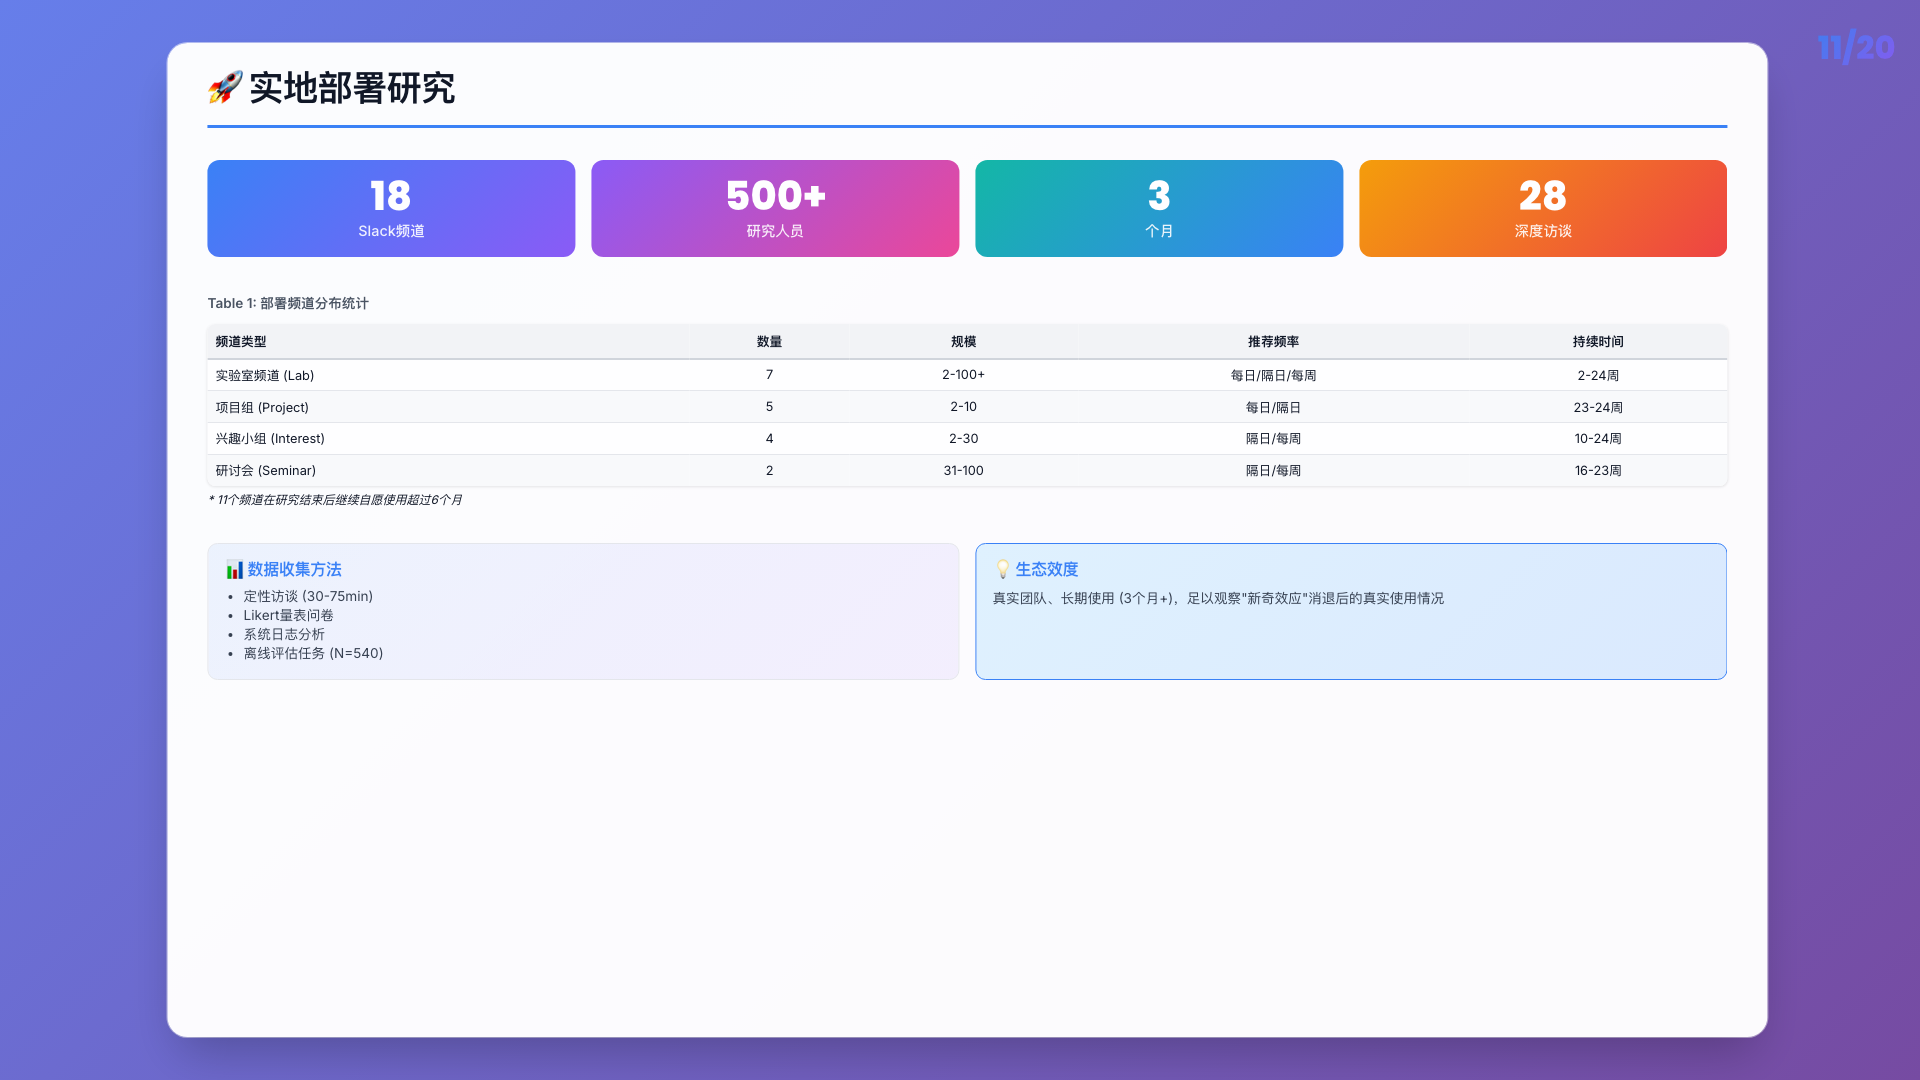 11/20
🚀 实地部署研究
18
Slack频道
500+
研究人员
3
个月
28
深度访谈
Table 1: 部署频道分布统计
频道类型 数量 规模 推荐频率 持续时间
实验室频道 (Lab) 7 2-100+ 每日/隔日/每周 2-24周
项目组 (Project) 5 2-10 每日/隔日 23-24周
兴趣小组 (Interest) 4 2-30 隔日/每周 10-24周
研讨会 (Seminar) 2 31-100 隔日/每周 16-23周
* 11个频道在研究结束后继续自愿使用超过6个月
📊 数据收集方法
• 定性访谈 (30-75min)
• Likert量表问卷
• 系统日志分析
• 离线评估任务 (N=540)
💡 生态效度
真实团队、长期使用 (3个月+)，足以观察"新奇效应"消退后的真实使用情况